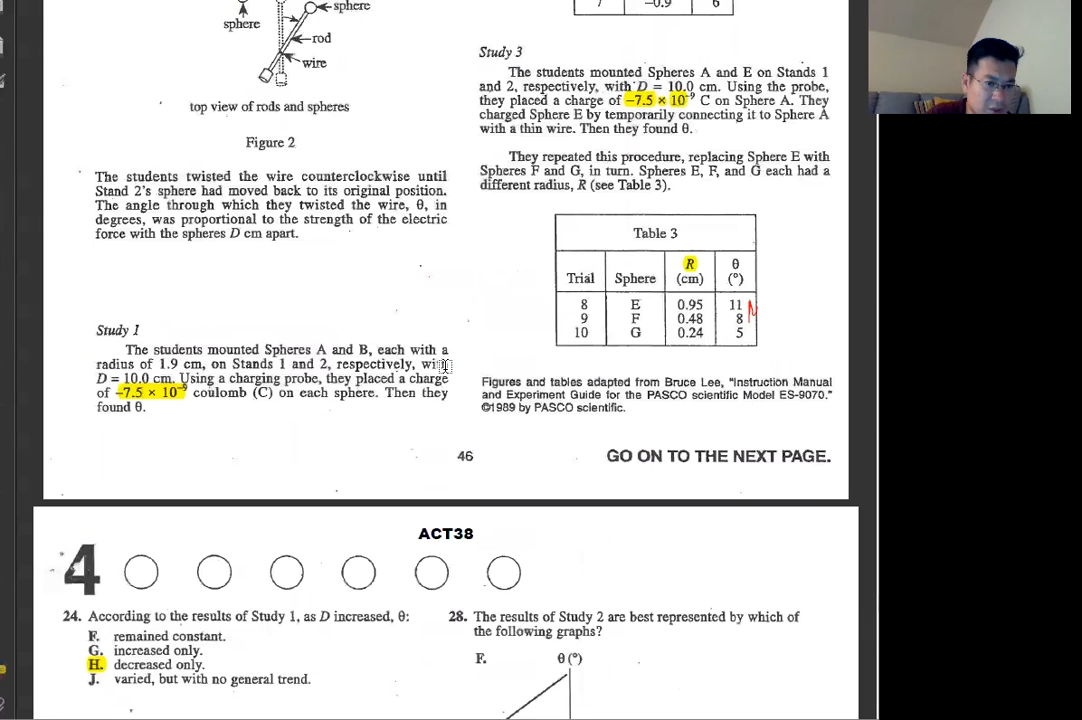 sphere
sphere
rod
wire
top view of rods and spheres
Figure 2
The students twisted the wire counterclockwise until
Stand 2's sphere had moved back to its original position.
The angle through which they twisted the wire, θ, in
degrees, was proportional to the strength of the electric
force with the spheres D cm apart.
Study 1
The students mounted Spheres A and B, each with a
radius of 1.9 cm, on Stands 1 and 2, respectively, with
D = 10.0 cm. Using a charging probe, they placed a charge
of −7.5 × 10⁻⁹ coulomb (C) on each sphere. Then they
found θ.
7 −0.9 6
Study 3
The students mounted Spheres A and E on Stands 1
and 2, respectively, with D = 10.0 cm. Using the probe,
they placed a charge of −7.5 × 10⁻⁹ C on Sphere A. They
charged Sphere E by temporarily connecting it to Sphere A
with a thin wire. Then they found θ.
They repeated this procedure, replacing Sphere E with
Spheres F and G, in turn. Spheres E, F, and G each had a
different radius, R (see Table 3).
Table 3
Trial Sphere R (cm) θ (°)
8 E 0.95 11
9 F 0.48 8
10 G 0.24 5
Figures and tables adapted from Bruce Lee, "Instruction Manual
and Experiment Guide for the PASCO scientific Model ES-9070."
©1989 by PASCO scientific.
46
GO ON TO THE NEXT PAGE.
ACT38
4
24. According to the results of Study 1, as D increased, θ:
F. remained constant.
G. increased only.
H. decreased only.
J. varied, but with no general trend.
28. The results of Study 2 are best represented by which of
the following graphs?
F. θ (°)